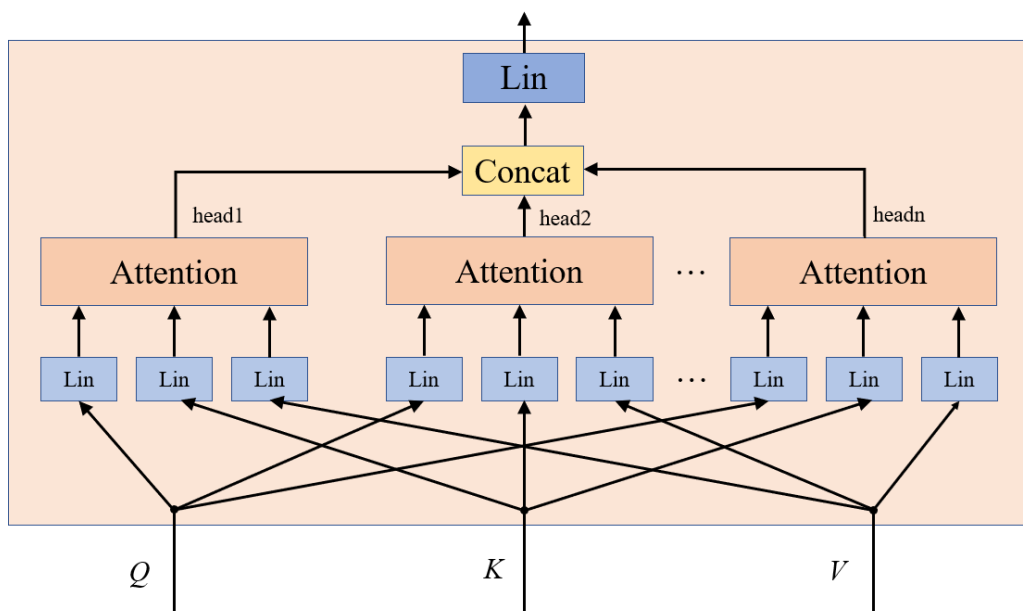 Lin
Concat
head1
head2
headn
Attention
Attention
...
Attention
Lin
Lin
Lin
Lin
Lin
Lin
...
Lin
Lin
Lin
Q
K
V